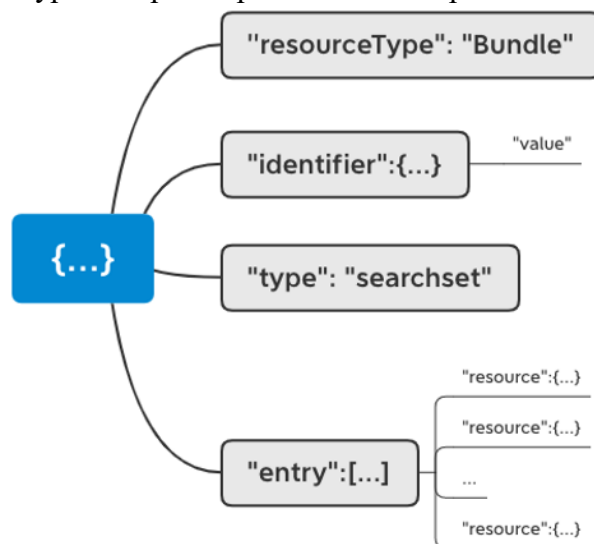 "resourceType": "Bundle"
"identifier":{...}
"value"
{...}
"type": "searchset"
"resource":{...}
"resource":{...}
"entry":[...]
...
"resource":{...}